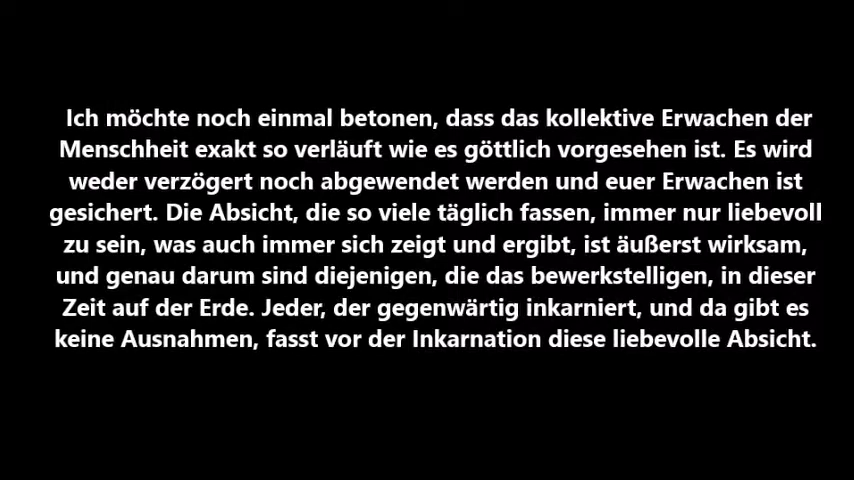 Ich möchte noch einmal betonen, dass das kollektive Erwachen der
Menschheit exakt so verläuft wie es göttlich vorgesehen ist. Es wird
weder verzögert noch abgewendet werden und euer Erwachen ist
gesichert. Die Absicht, die so viele täglich fassen, immer nur liebevoll
zu sein, was auch immer sich zeigt und ergibt, ist äußerst wirksam,
und genau darum sind diejenigen, die das bewerkstelligen, in dieser
Zeit auf der Erde. Jeder, der gegenwärtig inkarniert, und da gibt es
keine Ausnahmen, fasst vor der Inkarnation diese liebevolle Absicht.